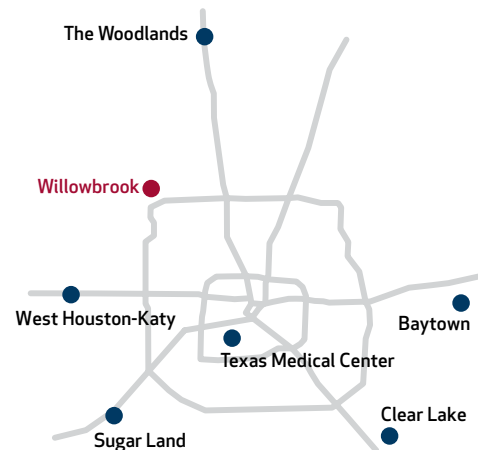 The Woodlands
Willowbrook
West Houston-Katy
Baytown
Texas Medical Center
Clear Lake
Sugar Land